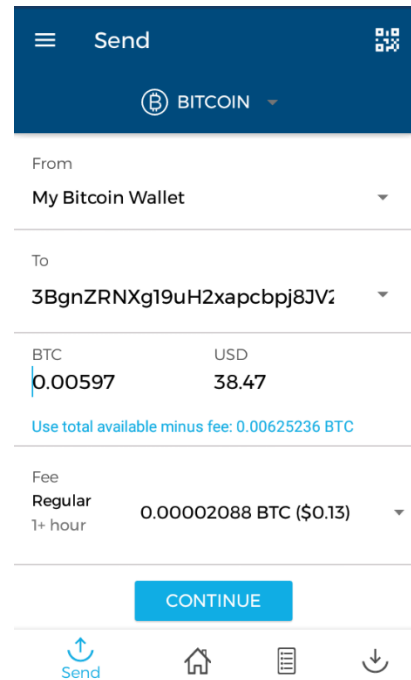 Send
BITCOIN
From
My Bitcoin Wallet
To
3BgnZRNXg19uH2xapcbpj8JV2
BTC USD
0.00597 38.47
Use total available minus fee: 0.00625236 BTC
Fee
Regular
1+ hour
0.00002088 BTC ($0.13)
CONTINUE
Send